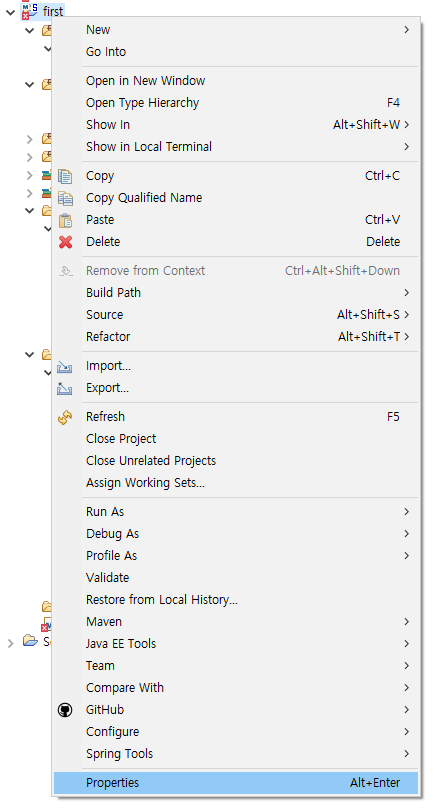 first
New
Go Into
Open in New Window
Open Type Hierarchy F4
Show In Alt+Shift+W
Show in Local Terminal
Copy Ctrl+C
Copy Qualified Name
Paste Ctrl+V
Delete Delete
Remove from Context Ctrl+Alt+Shift+Down
Build Path
Source Alt+Shift+S
Refactor Alt+Shift+T
Import...
Export...
Refresh F5
Close Project
Close Unrelated Projects
Assign Working Sets...
Run As
Debug As
Profile As
Validate
Restore from Local History...
Maven
Java EE Tools
Team
Compare With
GitHub
Configure
Spring Tools
Properties Alt+Enter